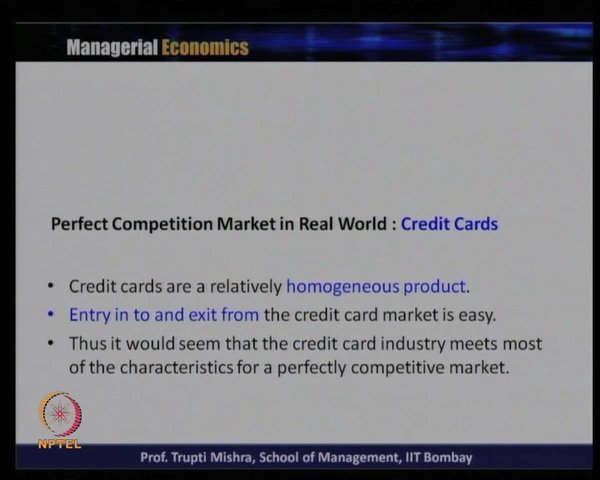 Managerial Economics
Perfect Competition Market in Real World : Credit Cards
• Credit cards are a relatively homogeneous product.
• Entry in to and exit from the credit card market is easy.
• Thus it would seem that the credit card industry meets most
of the characteristics for a perfectly competitive market.
NPTEL
Prof. Trupti Mishra, School of Management, IIT Bombay